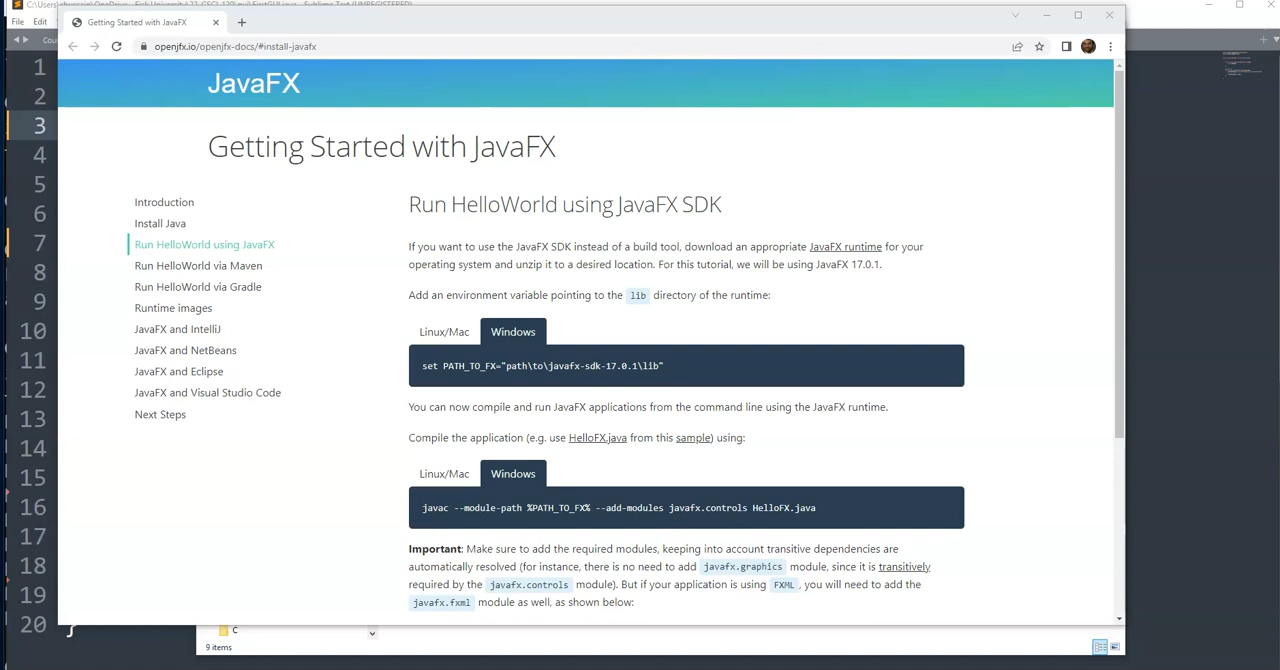 Getting Started with JavaFX
File Edit
openjfx.io/openjfx-docs/#install-javafx
JavaFX
Getting Started with JavaFX
Introduction
Install Java
Run HelloWorld using JavaFX
Run HelloWorld via Maven
Run HelloWorld via Gradle
Runtime images
JavaFX and IntelliJ
JavaFX and NetBeans
JavaFX and Eclipse
JavaFX and Visual Studio Code
Next Steps
Run HelloWorld using JavaFX SDK
If you want to use the JavaFX SDK instead of a build tool, download an appropriate JavaFX runtime for your
operating system and unzip it to a desired location. For this tutorial, we will be using JavaFX 17.0.1.
Add an environment variable pointing to the lib directory of the runtime:
Linux/Mac Windows
set PATH_TO_FX="path\to\javafx-sdk-17.0.1\lib"
You can now compile and run JavaFX applications from the command line using the JavaFX runtime.
Compile the application (e.g. use HelloFX.java from this sample) using:
Linux/Mac Windows
javac --module-path %PATH_TO_FX% --add-modules javafx.controls HelloFX.java
Important: Make sure to add the required modules, keeping into account transitive dependencies are
automatically resolved (for instance, there is no need to add javafx.graphics module, since it is
transitively
required by the javafx.controls module). But if your application is using FXML, you will need to add the
javafx.fxml module as well, as shown below:
1
2
3
4
5
6
7
8
9
10
11
12
13
14
15
16
17
18
19
20 }
C
9 items